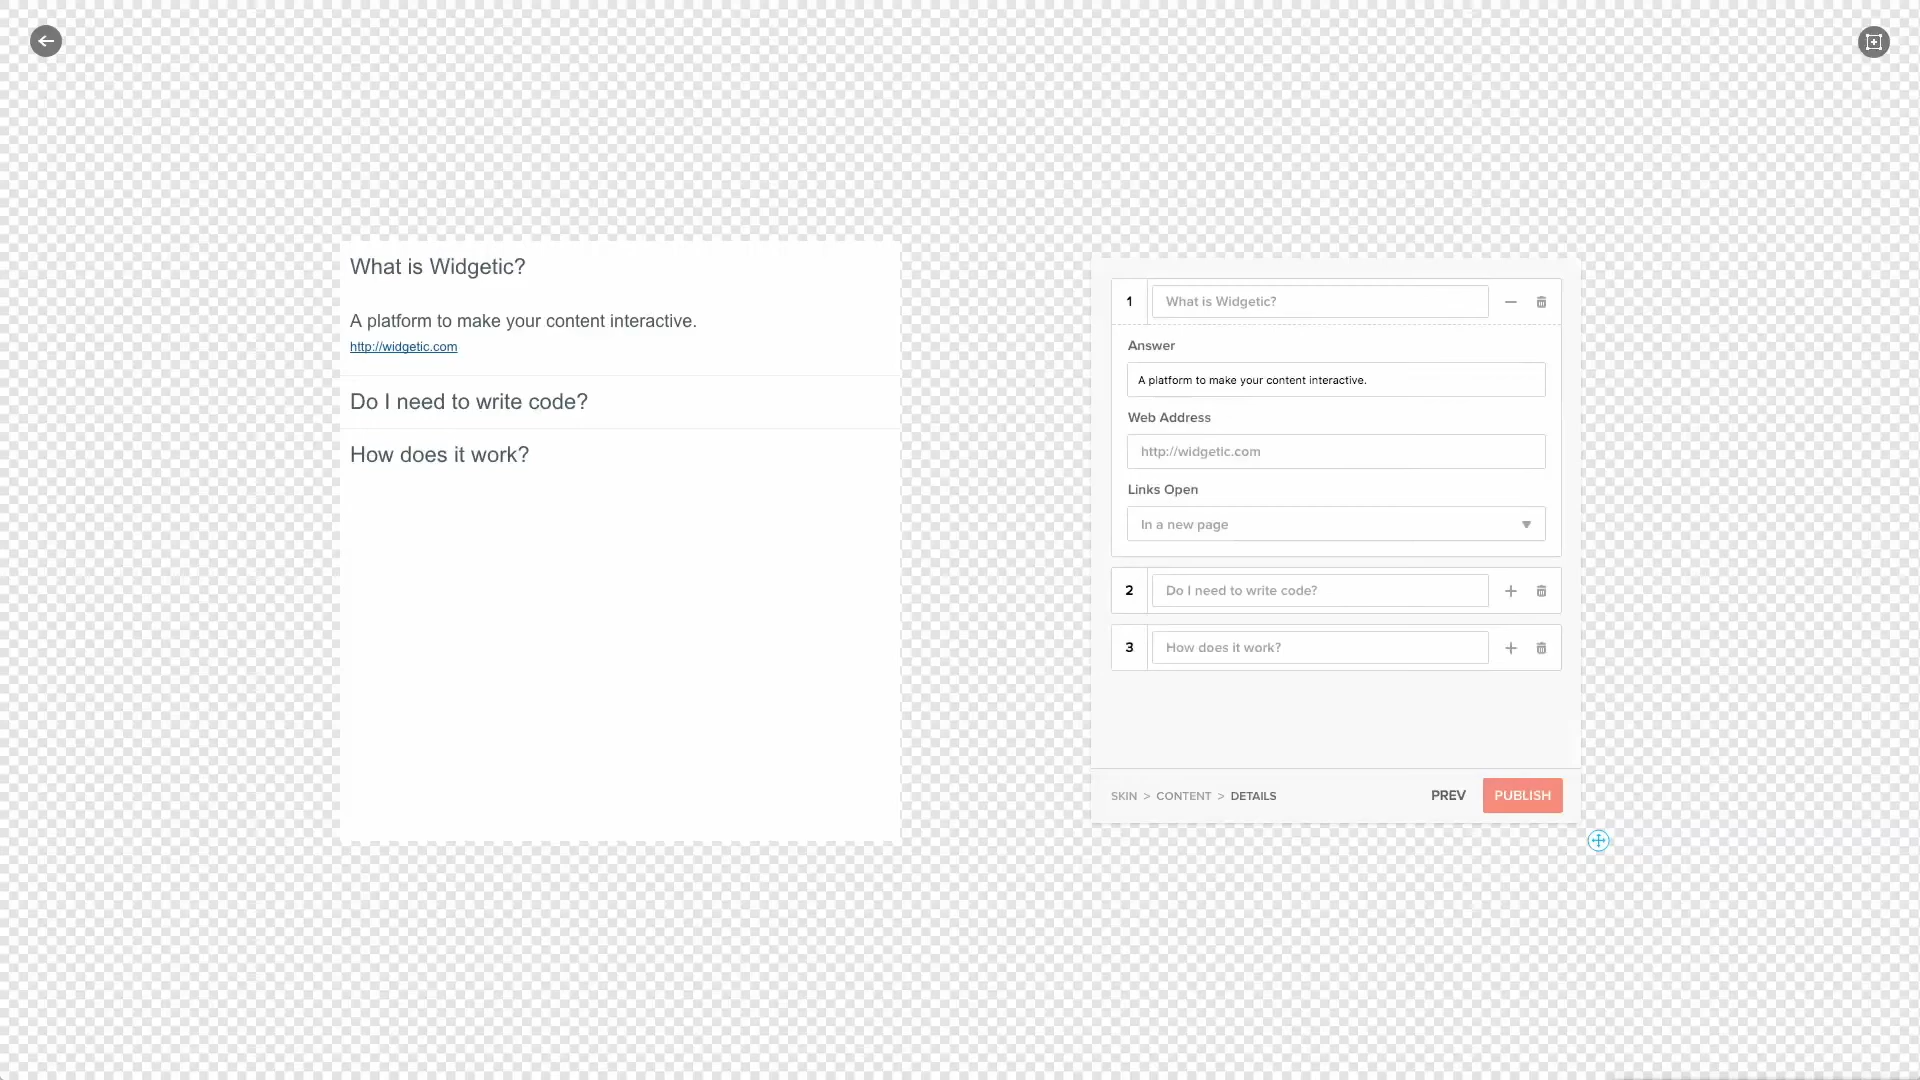 What is Widgetic?
A platform to make your content interactive.
http://widgetic.com
Do I need to write code?
How does it work?
1 What is Widgetic?
Answer
A platform to make your content interactive.
Web Address
http://widgetic.com
Links Open
In a new page
2 Do I need to write code?
3 How does it work?
SKIN > CONTENT > DETAILS PREV PUBLISH